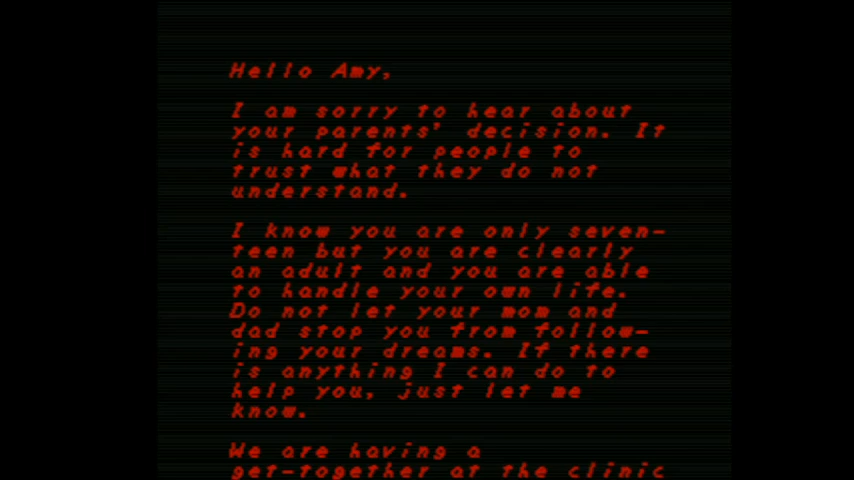 Hello Amy,
I am sorry to hear about
your parents' decision. It
is hard for people to
trust what they do not
understand.
I know you are only seven-
teen but you are clearly
an adult and you are able
to handle your own life.
Do not let your mom and
dad stop you from follow-
ing your dreams. If there
is anything I can do to
help you, just let me
know.
We are having a
get-together at the clinic